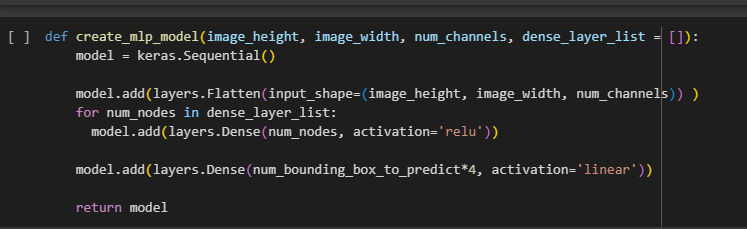 [ ] def create_mlp_model(image_height, image_width, num_channels, dense_layer_list = []):
model = keras.Sequential()
model.add(layers.Flatten(input_shape=(image_height, image_width, num_channels)) )
for num_nodes in dense_layer_list:
model.add(layers.Dense(num_nodes, activation='relu'))
model.add(layers.Dense(num_bounding_box_to_predict*4, activation='linear'))
return model